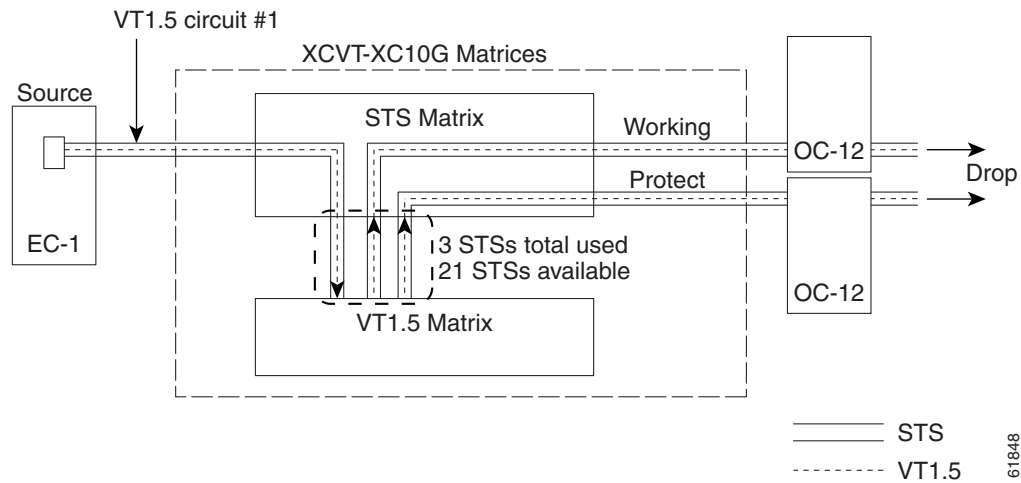 VT1.5 circuit #1
XCVT-XC10G Matrices
Source
STS Matrix
Working
OC-12
Drop
Protect
EC-1
3 STSs total used
21 STSs available
OC-12
VT1.5 Matrix
STS
VT1.5
61848